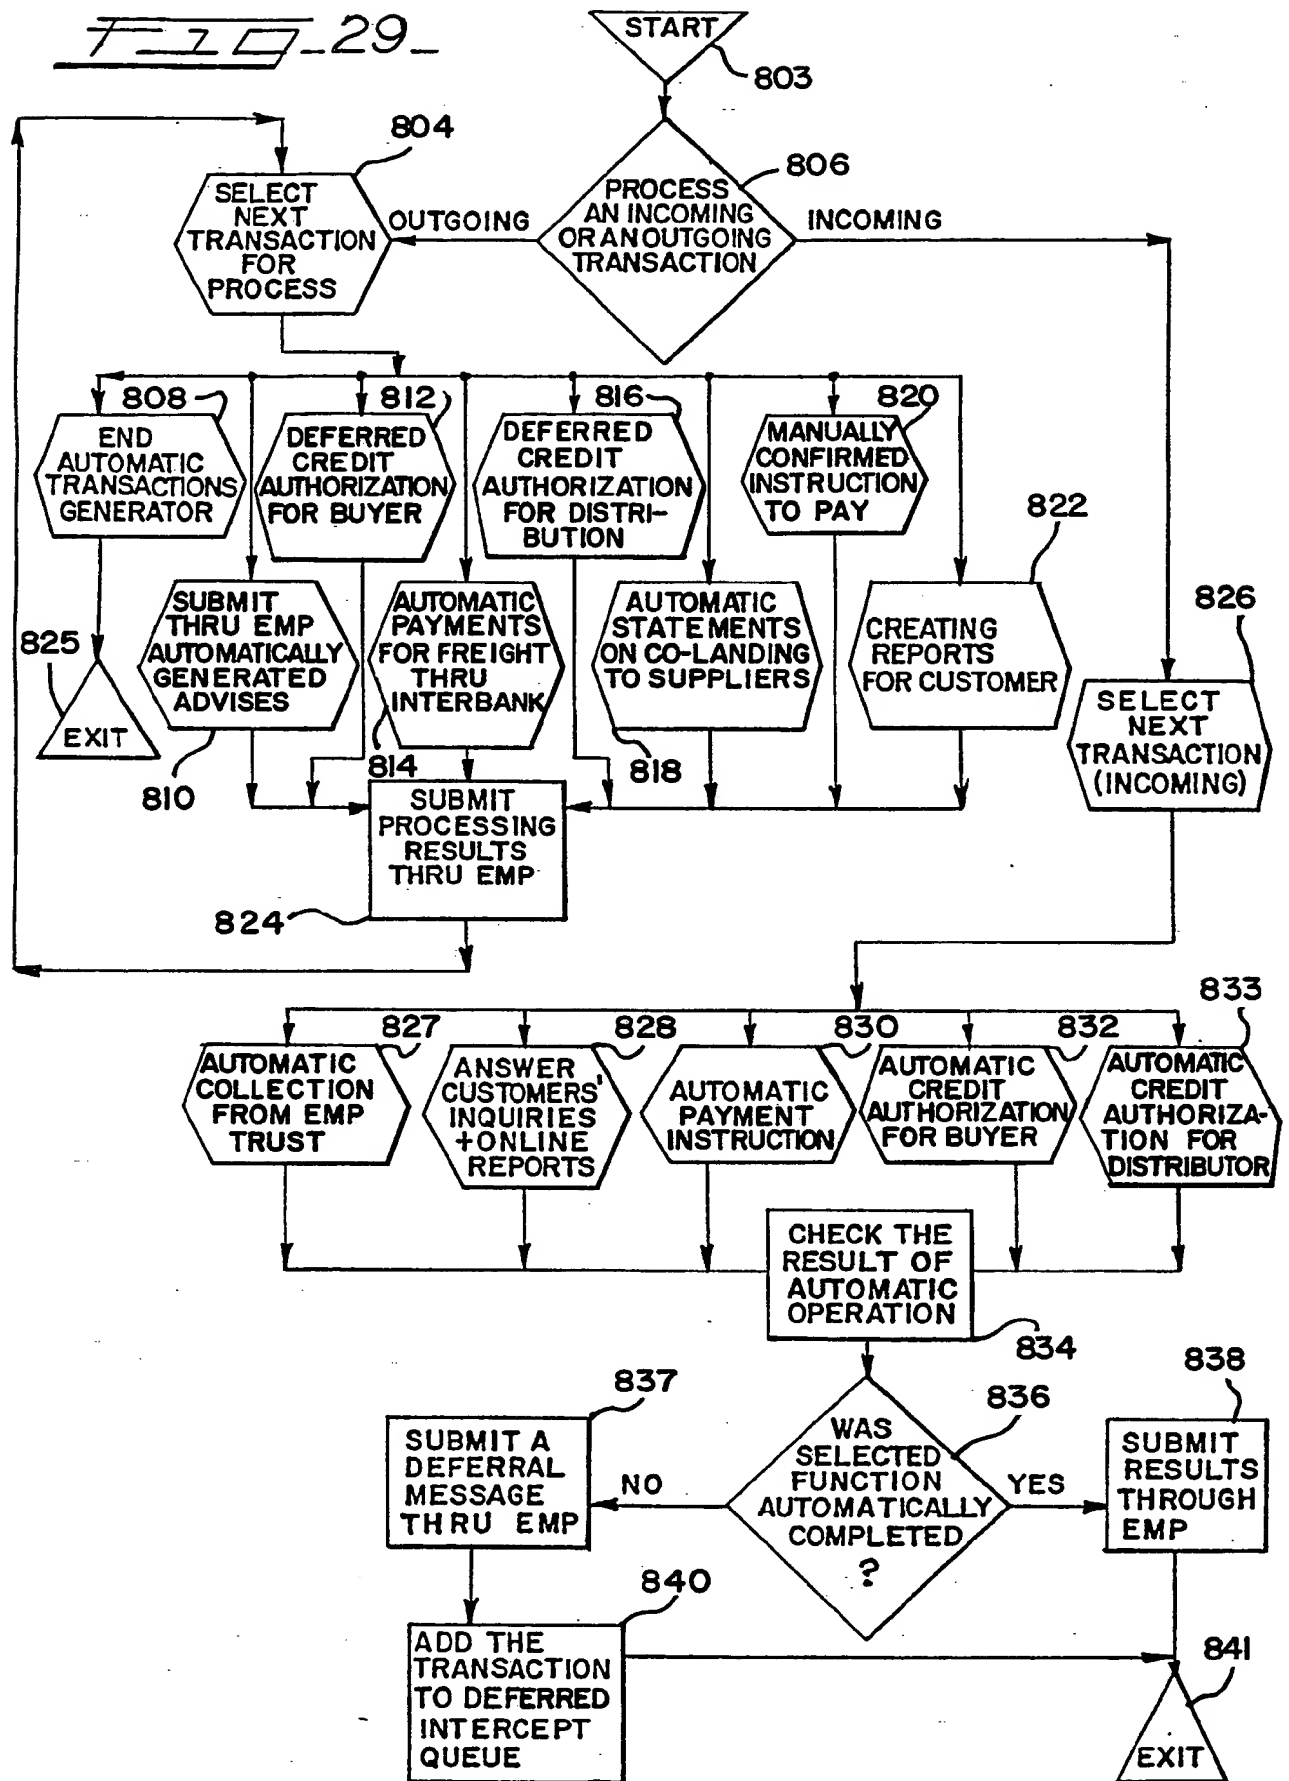 Fig_29_
START
803
804
806
SELECT
NEXT
TRANSACTION
FOR
PROCESS
OUTGOING
PROCESS
AN INCOMING
OR AN OUTGOING
TRANSACTION
INCOMING
808
812
816
820
END
AUTOMATIC
TRANSACTIONS
GENERATOR
DEFERRED
CREDIT
AUTHORIZATION
FOR BUYER
DEFERRED
CREDIT
AUTHORIZATION
FOR DISTRI-
BUTION
MANUALLY
CONFIRMED
INSTRUCTION
TO PAY
822
825
EXIT
SUBMIT
THRU EMP
AUTOMATICALLY
GENERATED
ADVISES
810
AUTOMATIC
PAYMENTS
FOR FREIGHT
THRU
INTERBANK
814
AUTOMATIC
STATEMENTS
ON CO-LANDING
TO SUPPLIERS
818
CREATING
REPORTS
FOR CUSTOMER
826
SELECT
NEXT
TRANSACTION
(INCOMING)
SUBMIT
PROCESSING
RESULTS
THRU EMP
824
827
828
830
832
833
AUTOMATIC
COLLECTION
FROM EMP
TRUST
ANSWER
CUSTOMERS'
INQUIRIES
+ONLINE
REPORTS
AUTOMATIC
PAYMENT
INSTRUCTION
AUTOMATIC
CREDIT
AUTHORIZATION
FOR BUYER
AUTOMATIC
CREDIT
AUTHORIZA-
TION FOR
DISTRIBUTOR
CHECK THE
RESULT OF
AUTOMATIC
OPERATION
834
837
836
838
SUBMIT A
DEFERRAL
MESSAGE
THRU EMP
NO
WAS
SELECTED
FUNCTION
AUTOMATICALLY
COMPLETED
?
YES
SUBMIT
RESULTS
THROUGH
EMP
840
ADD THE
TRANSACTION
TO DEFERRED
INTERCEPT
QUEUE
841
EXIT